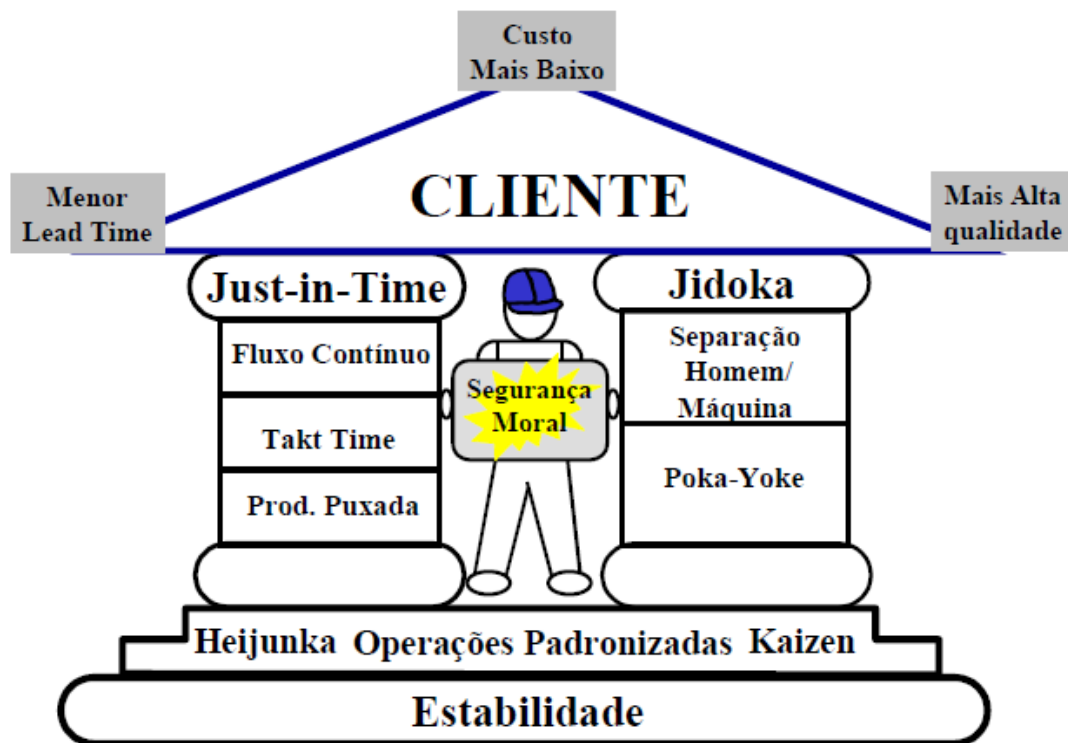 Custo
Mais Baixo
CLIENTE
Menor
Lead Time
Mais Alta
qualidade
Just-in-Time
Fluxo Contínuo
Takt Time
Prod. Puxada
Segurança
Moral
Jidoka
Separação
Homem/
Máquina
Poka-Yoke
Heijunka Operações Padronizadas Kaizen
Estabilidade